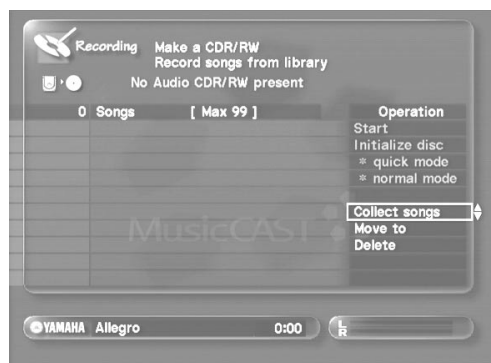 Recording
Make a CDR/RW
Record songs from library
No Audio CDR/RW present
0 Songs [ Max 99 ]
Operation
Start
Initialize disc
* quick mode
* normal mode
Collect songs
Move to
Delete
MusicCAST
YAMAHA Allegro 0:00
L
R